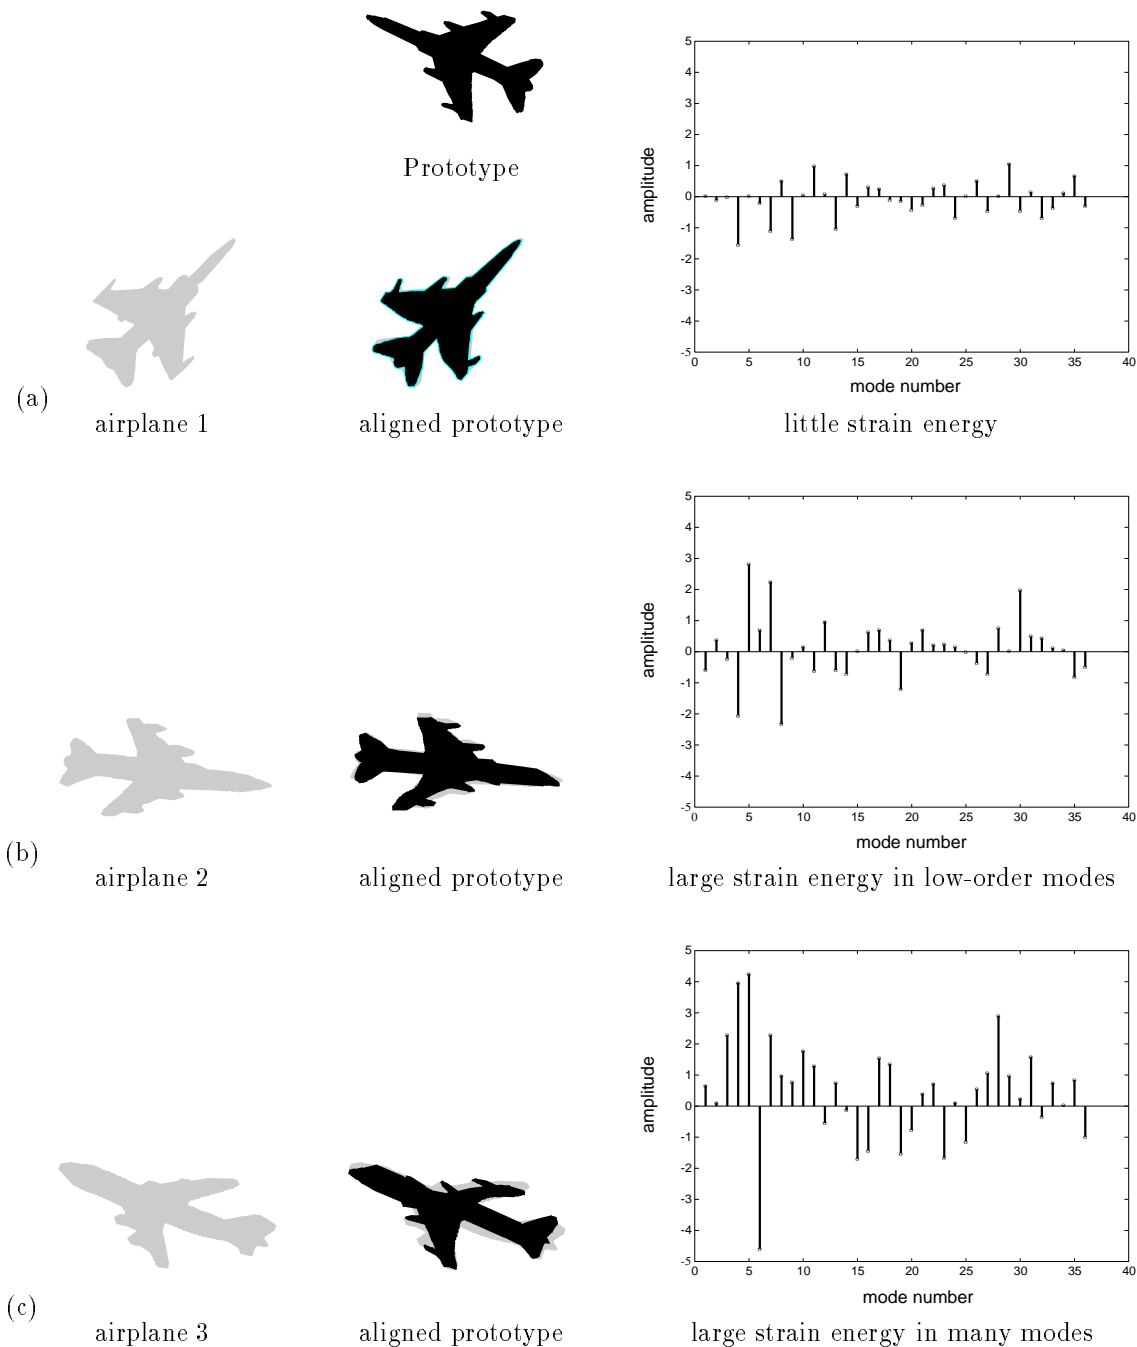 Prototype
5
4
3
2
1
0
-1
-2
-3
-4
-5
0 5 10 15 20 25 30 35 40
amplitude
mode number
(a)
airplane 1
aligned prototype
little strain energy
5
4
3
2
1
0
-1
-2
-3
-4
-5
0 5 10 15 20 25 30 35 40
amplitude
mode number
(b)
airplane 2
aligned prototype
large strain energy in low-order modes
5
4
3
2
1
0
-1
-2
-3
-4
-5
0 5 10 15 20 25 30 35 40
amplitude
mode number
(c)
airplane 3
aligned prototype
large strain energy in many modes